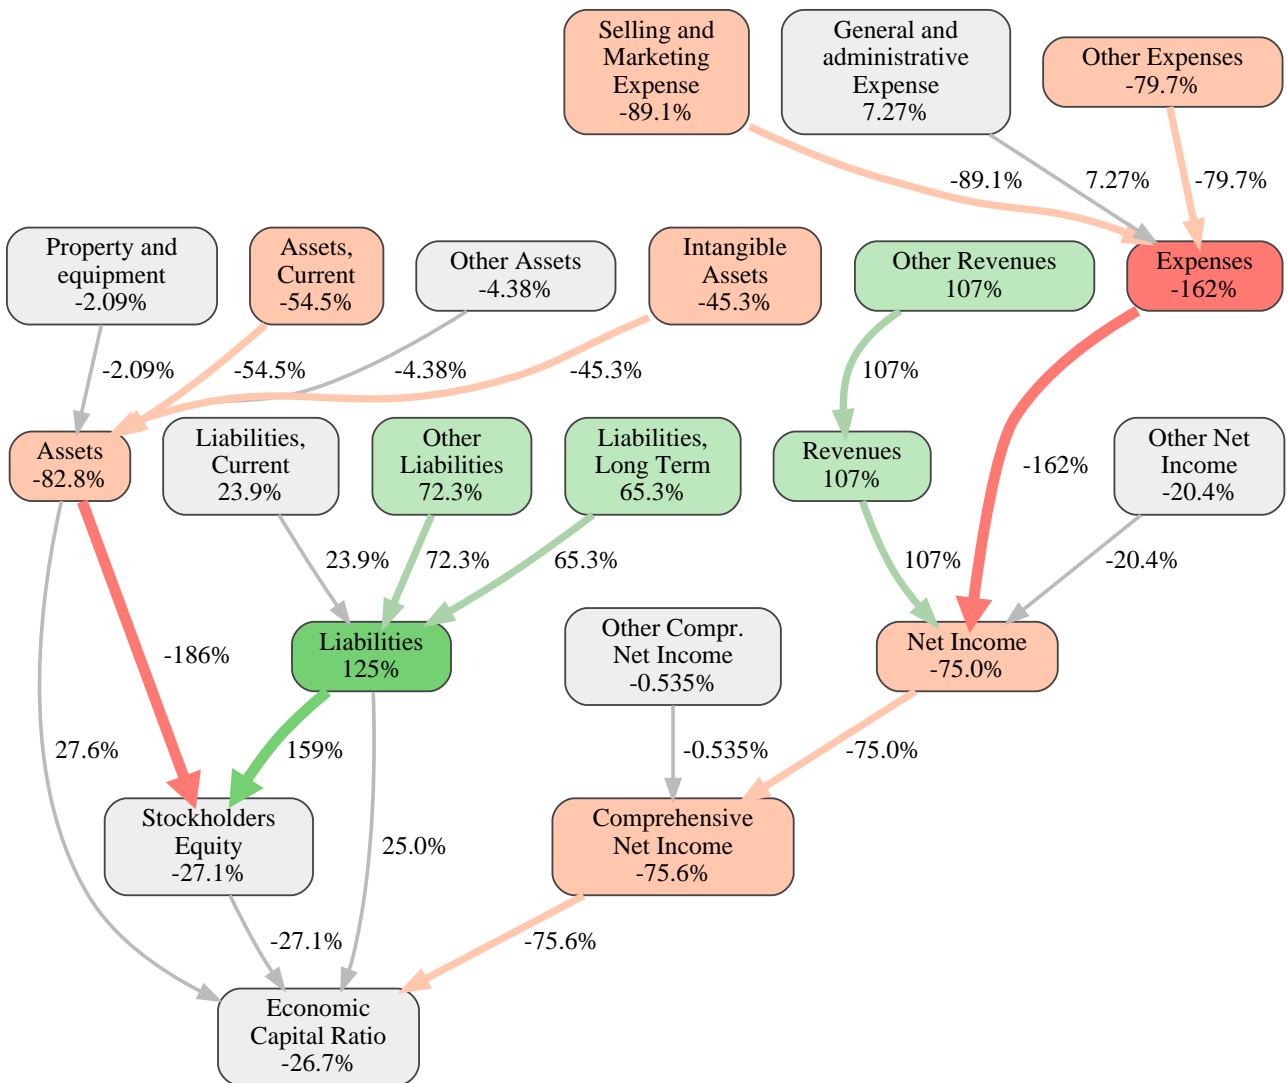 Selling and
Marketing
Expense
-89.1%
General and
administrative
Expense
7.27%
Other Expenses
-79.7%
-89.1%
7.27%
-79.7%
Property and
equipment
-2.09%
Assets,
Current
-54.5%
Other Assets
-4.38%
Intangible
Assets
-45.3%
Other Revenues
107%
Expenses
-162%
-2.09%
-54.5%
-4.38%
-45.3%
107%
Assets
-82.8%
Liabilities,
Current
23.9%
Other
Liabilities
72.3%
Liabilities,
Long Term
65.3%
Revenues
107%
-162%
Other Net
Income
-20.4%
23.9%
72.3%
65.3%
107%
-20.4%
-186%
Liabilities
125%
Other Compr.
Net Income
-0.535%
Net Income
-75.0%
27.6%
159%
-0.535%
-75.0%
Stockholders
Equity
-27.1%
25.0%
Comprehensive
Net Income
-75.6%
-27.1%
-75.6%
Economic
Capital Ratio
-26.7%